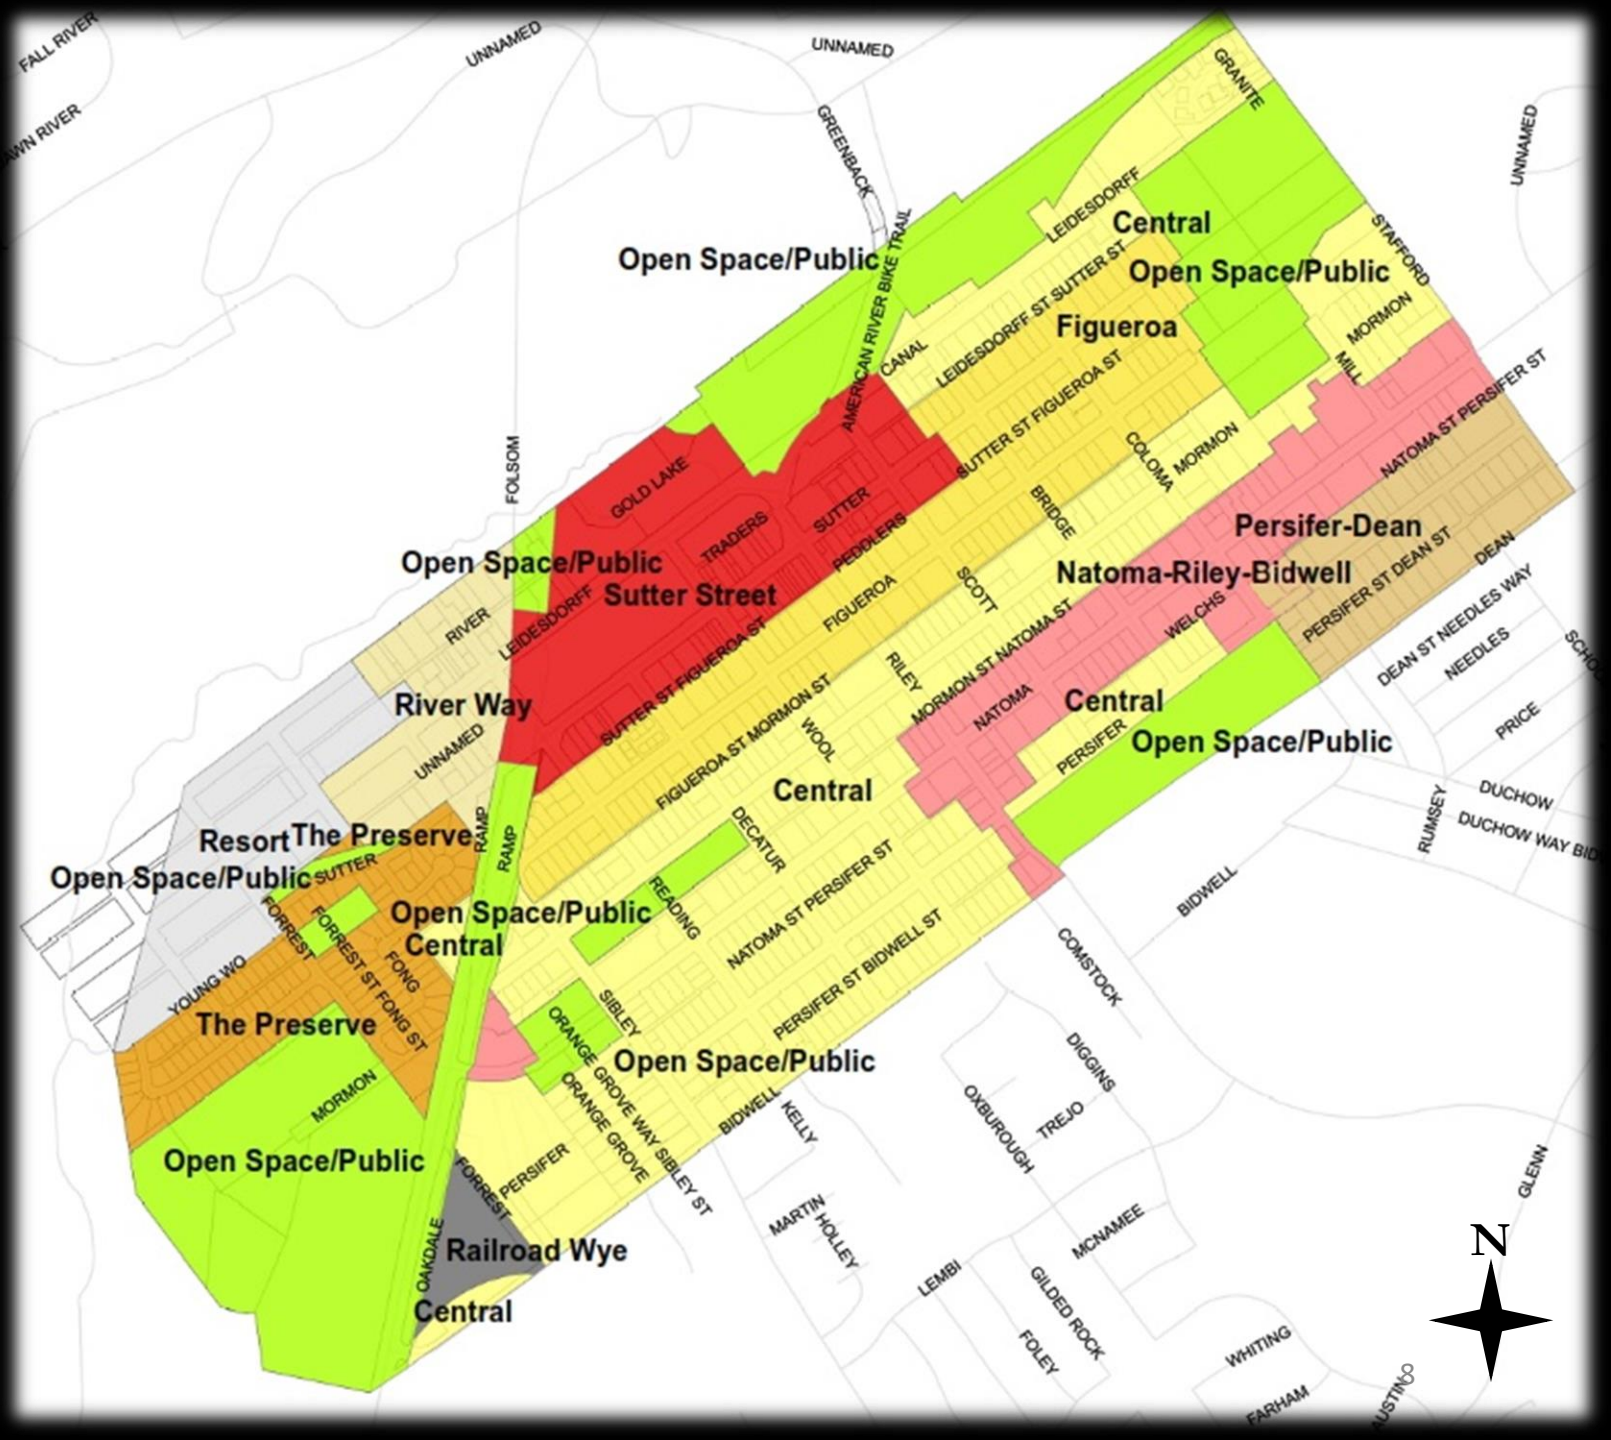 FALL RIVER
UNNAMED
UNNAMED
GRANITE
AWN RIVER
GREENBACK
UNNAMED
LEIDESDORFF
Central
STAFFORD
Open Space/Public
AMERICAN RIVER BIKE TRAIL
Open Space/Public
LEIDESDORFF ST SUTTER ST
Figueroa
MORMON
CANAL
MILL
SUTTER ST FIGUEROA ST
NATOMA ST PERSIFER ST
FOLSOM
GOLD LAKE
COLOMA
MORMON
SUTTER
BRIDGE
TRADERS
PEDDLERS
Persifer-Dean
Open Space/Public
Natoma-Riley-Bidwell
PERSIFER ST DEAN ST
DEAN
Sutter Street
FIGUEROA
SCOTT
RIVER
LEIDESDORFF
WELCHS
DEAN ST NEEDLES WAY
NEEDLES
SCHO
SUTTER ST FIGUEROA ST
MORMON ST NATOMA ST
RILEY
River Way
NATOMA
Central
PRICE
FIGUEROA ST MORMON ST
WOOL
PERSIFER
Open Space/Public
UNNAMED
Central
DUCHOW
RUMSEY
DUCHOW WAY BID
RAMP
RAMP
DECATUR
Resort
The Preserve
SUTTER
Open Space/Public
READING
NATOMA ST PERSIFER ST
BIDWELL
Open Space/Public
Central
FORREST
FORREST ST FONG ST
FONG
PERSIFER ST BIDWELL ST
COMSTOCK
YOUNG WO
The Preserve
SIBLEY
ORANGE GROVE WAY SIBLEY ST
Open Space/Public
DIGGINS
MORMON
ORANGE GROVE
BIDWELL
KELLY
OXBUROUGH
TREJO
Open Space/Public
FORREST
PERSIFER
GLENN
MARTIN
HOLLEY
MCNAMEE
N
OAKDALE
Railroad Wye
LEMBI
GILDED ROCK
Central
FOLEY
WHITING
FARHAM
AUSTIN